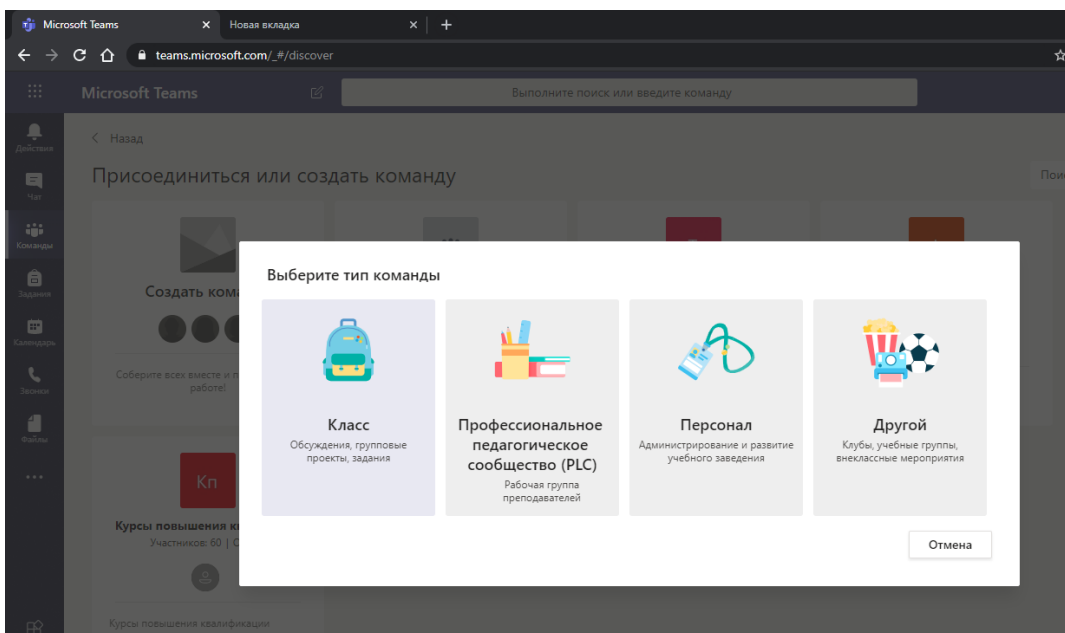 Microsoft Teams
Новая вкладка
teams.microsoft.com/_#/discover
Microsoft Teams
Выполните поиск или введите команду
Действия
Чат
Команды
Задания
Календарь
Звонки
Файлы
Назад
Присоединиться или создать команду
Создать
Соберите всех вместе и
работе!
Кп
Курсы повышения
Участников: 60 |
Курсы повышения квалификации
Выберите тип команды
Класс
Обсуждения, групповые
проекты, задания
Профессиональное
педагогическое
сообщество (PLC)
Рабочая группа
преподавателей
Персонал
Администрирование и развитие
учебного заведения
Другой
Клубы, учебные группы,
внеклассные мероприятия
Отмена